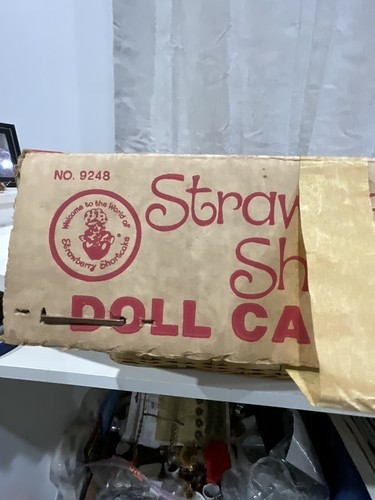 NO. 9248
Welcome to the World of
Strawberry Shortcake
Straw
Sh
DOLL CA